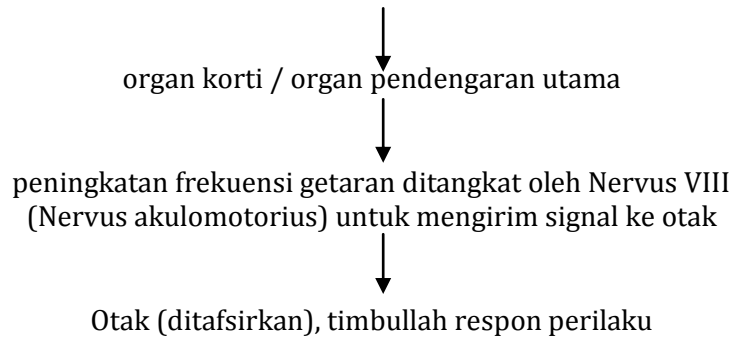 organ korti / organ pendengaran utama
peningkatan frekuensi getaran ditangkat oleh Nervus VIII
(Nervus akulomotorius) untuk mengirim signal ke otak
Otak (ditafsirkan), timbullah respon perilaku